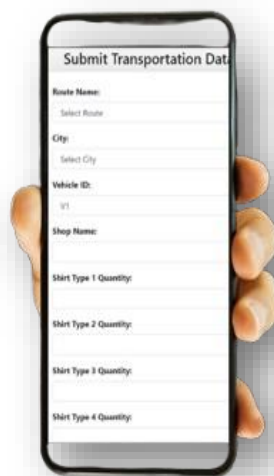 Submit Transportation Dat
Route Name:
Select Route
City:
Select City
Vehicle ID:
V1
Shop Name:
Shirt Type 1 Quantity:
Shirt Type 2 Quantity:
Shirt Type 3 Quantity:
Shirt Type 4 Quantity: